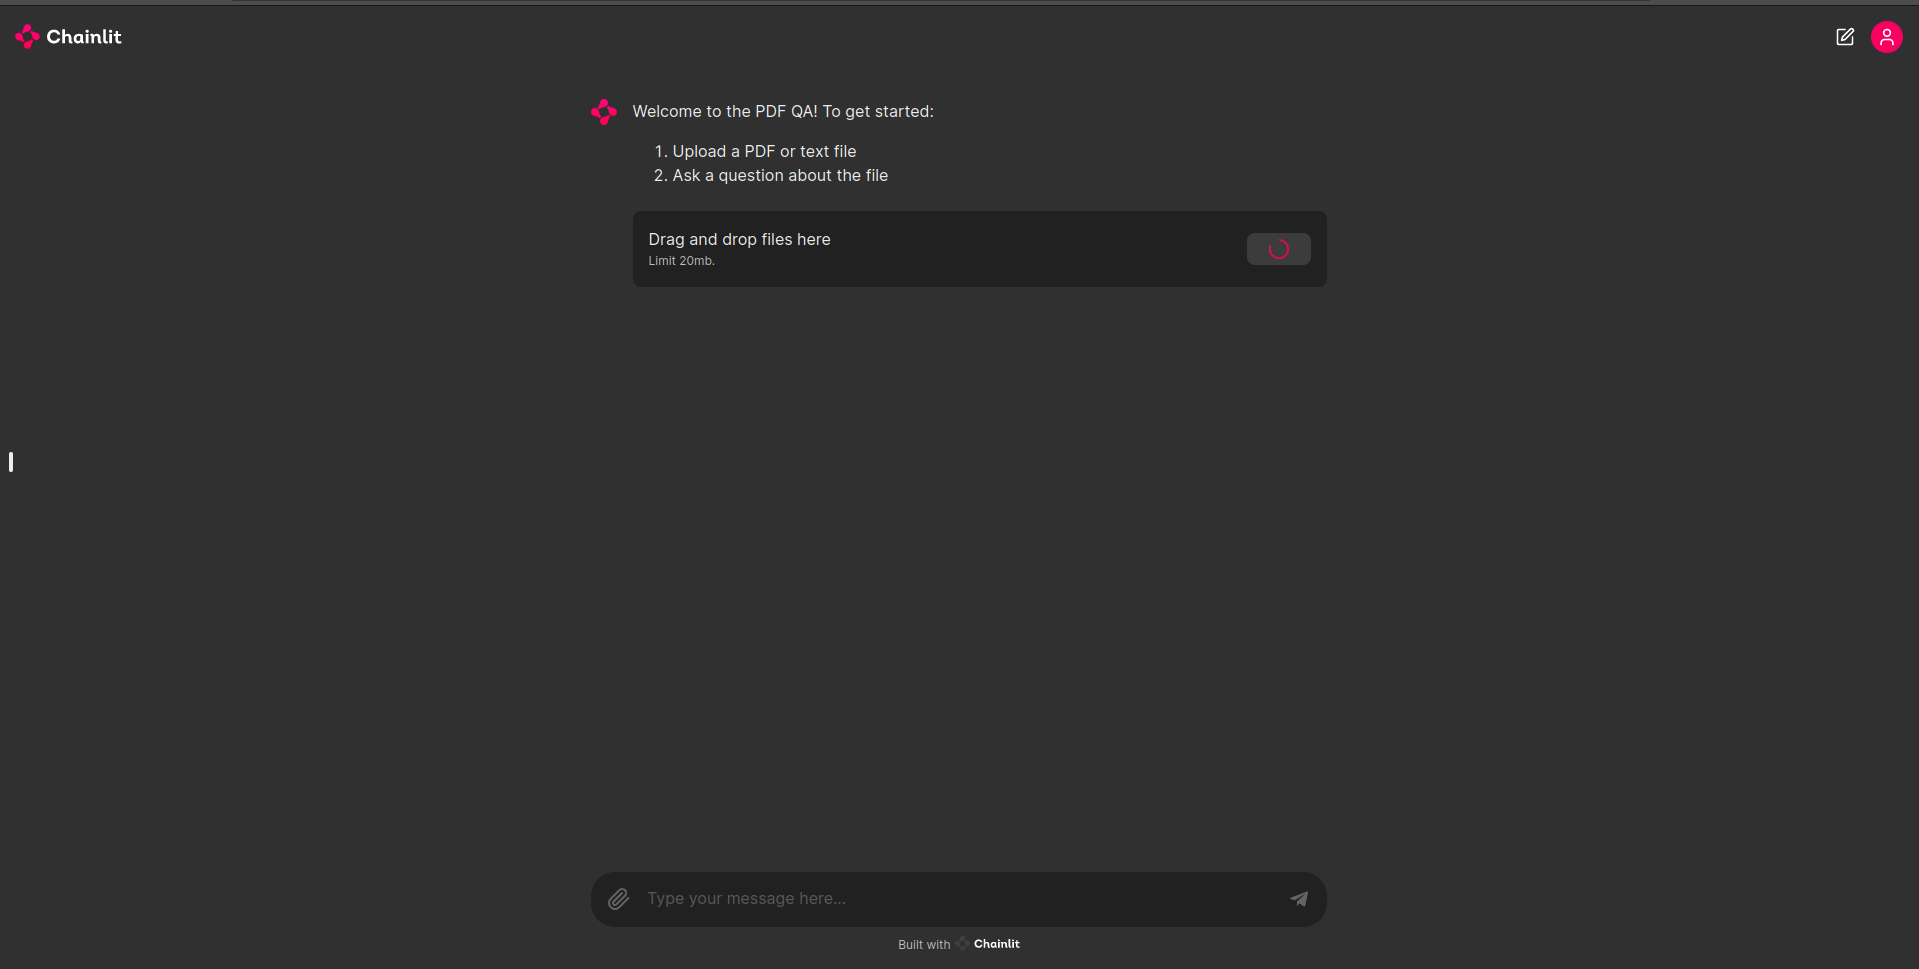 Chainlit
Welcome to the PDF QA! To get started:
1. Upload a PDF or text file
2. Ask a question about the file
Drag and drop files here
Limit 20mb.
Type your message here...
Built with Chainlit